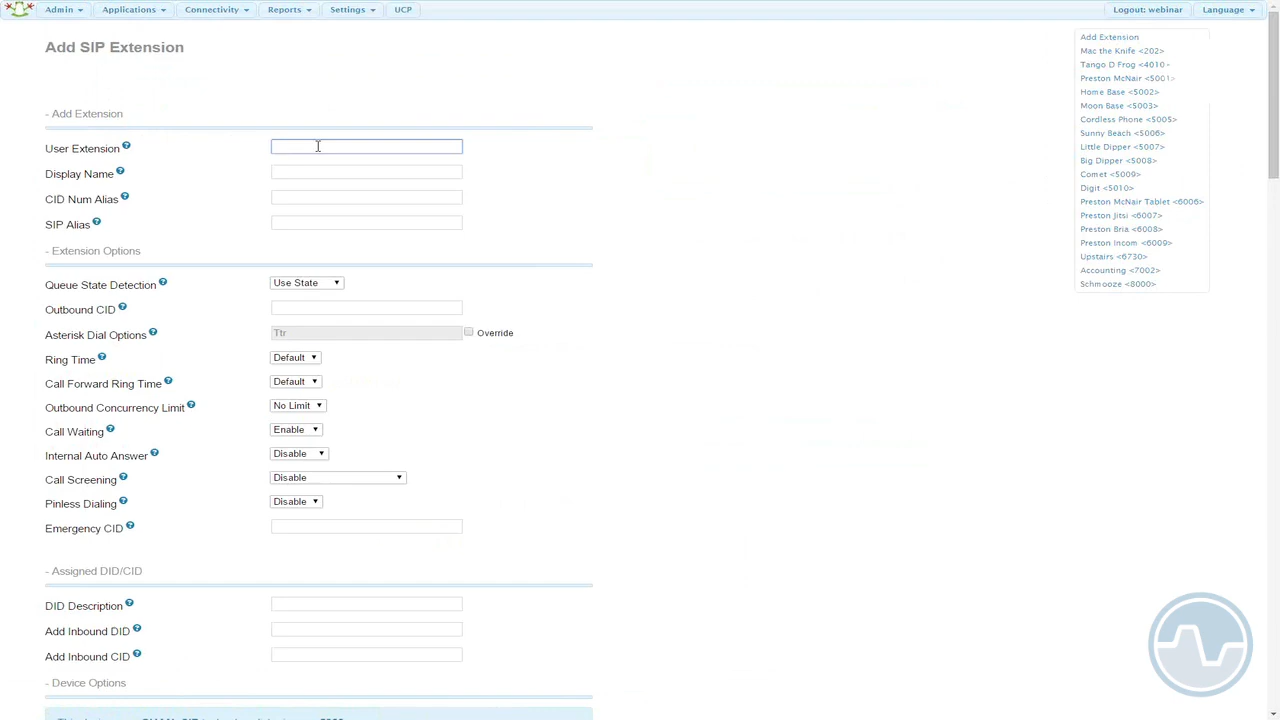 Admin Applications Connectivity Reports Settings UCP Logout: webinar Language
Add SIP Extension
Add Extension
Mac the Knife <202>
Tango D Frog <4010
Preston McNair <5001>
Home Base <5002>
Moon Base <5003>
Cordless Phone <5005>
Sunny Beach <5006>
Little Dipper <5007>
Big Dipper <5008>
Comet <5009>
Digit <5010>
Preston McNair Tablet <6006>
Preston Jitsi <6007>
Preston Bria <6008>
Preston Incom <6009>
Upstairs <6730>
Accounting <7002>
Schmooze <8000>
- Add Extension
User Extension
Display Name
CID Num Alias
SIP Alias
- Extension Options
Queue State Detection Use State
Outbound CID
Asterisk Dial Options Ttr Override
Ring Time Default
Call Forward Ring Time Default
Outbound Concurrency Limit No Limit
Call Waiting Enable
Internal Auto Answer Disable
Call Screening Disable
Pinless Dialing Disable
Emergency CID
- Assigned DID/CID
DID Description
Add Inbound DID
Add Inbound CID
- Device Options